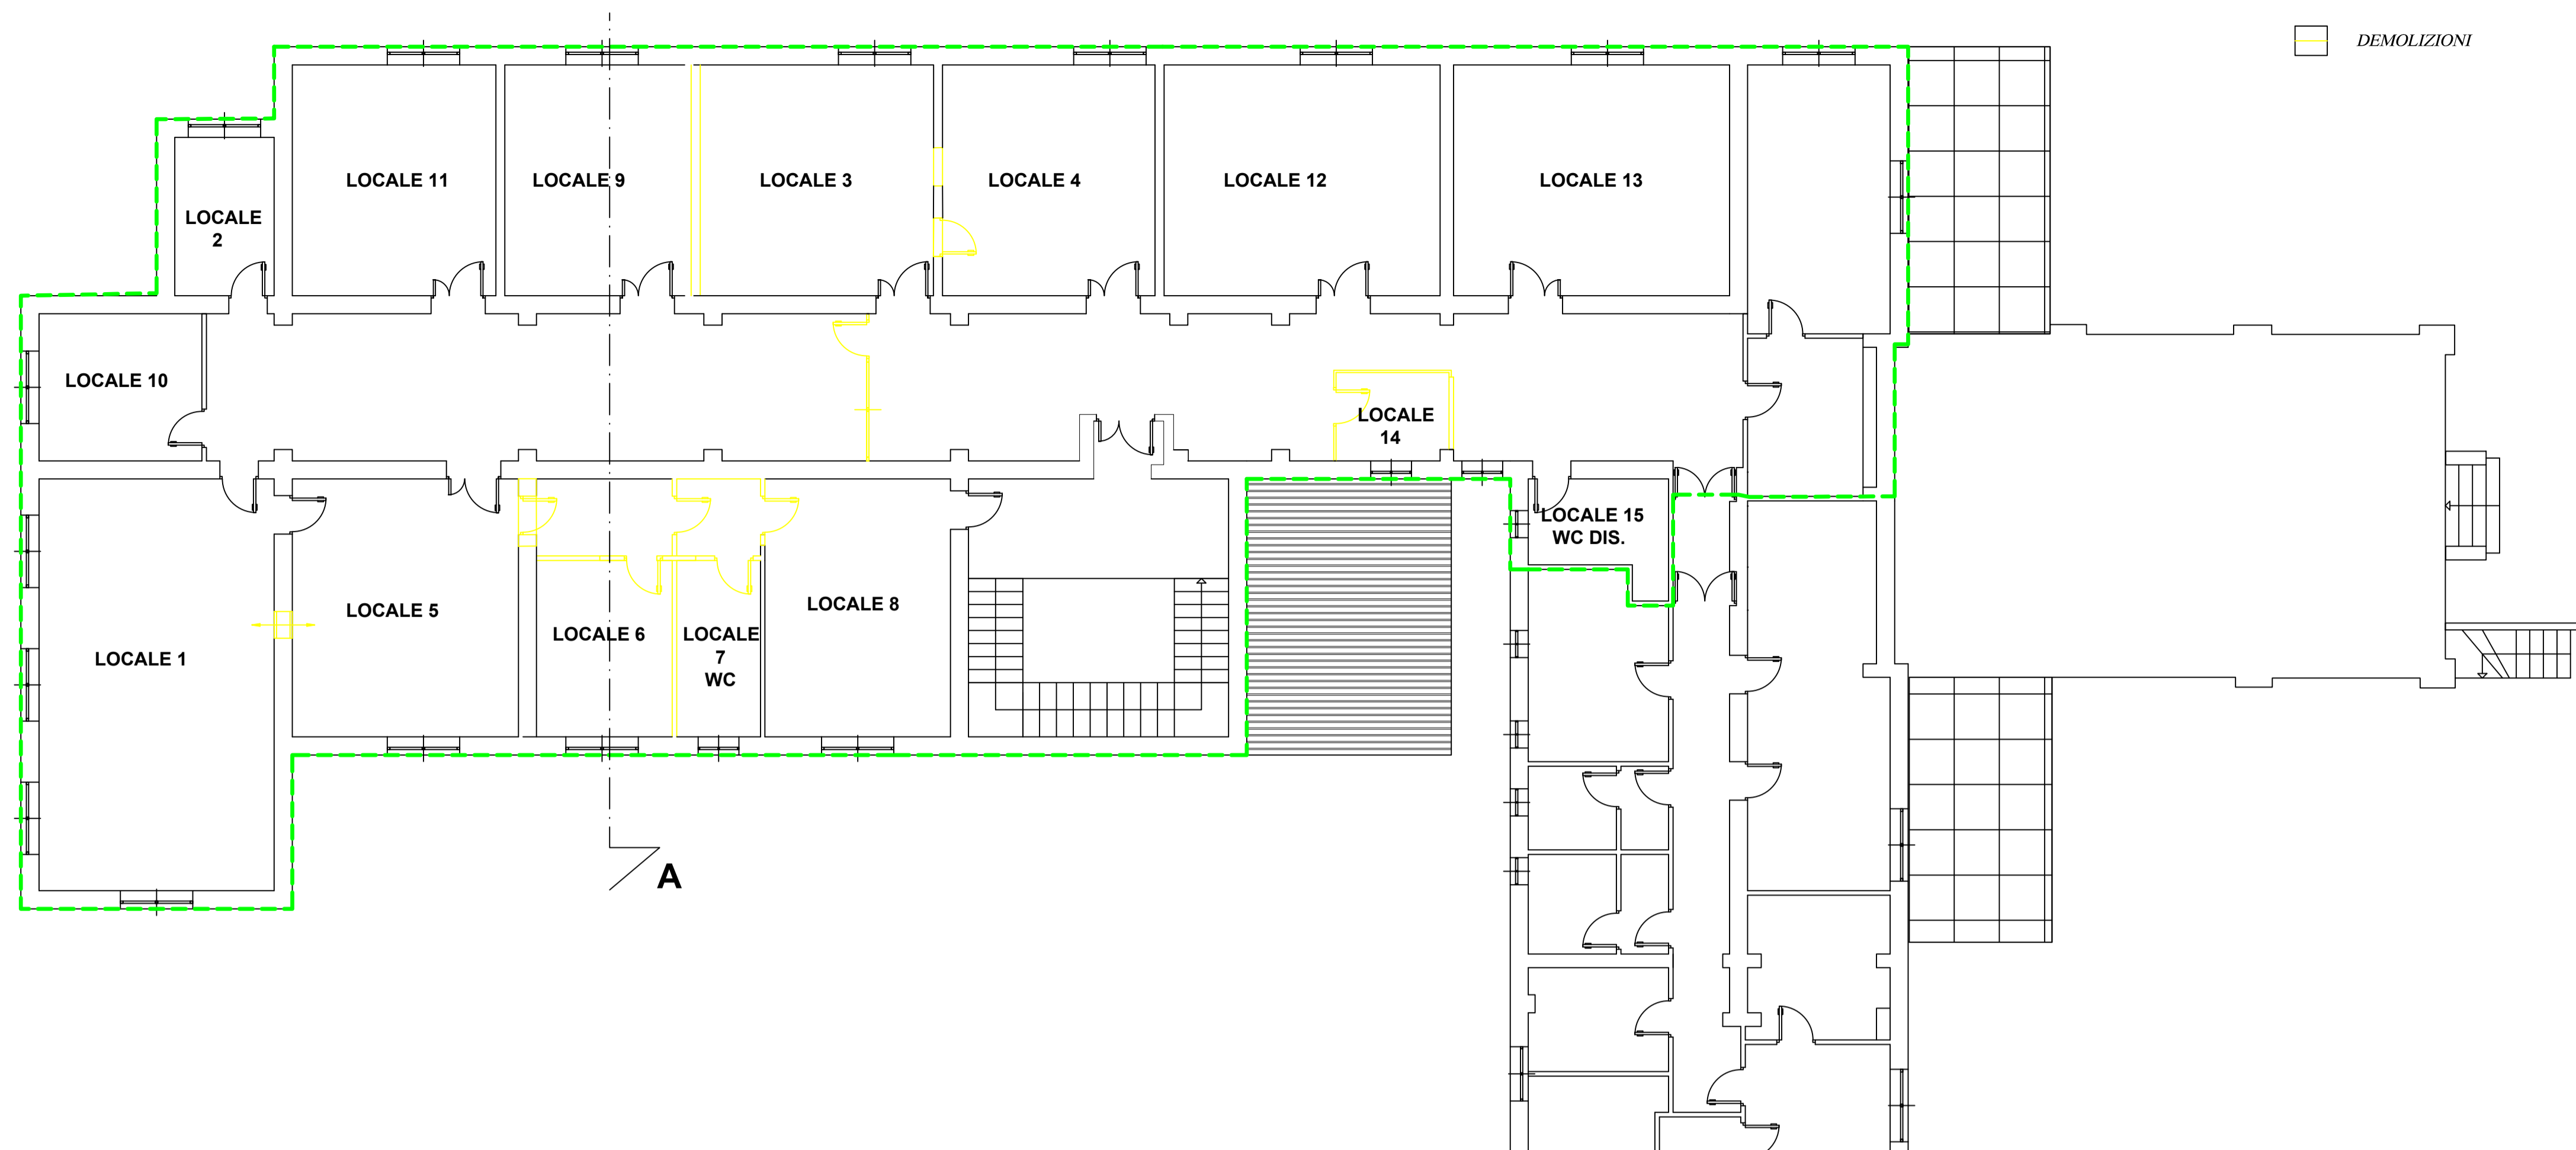 DEMOLIZIONI
LOCALE 11
LOCALE 9
LOCALE 3
LOCALE 4
LOCALE 12
LOCALE 13
LOCALE
2
LOCALE 10
LOCALE
14
LOCALE 15
WC DIS.
LOCALE 1
LOCALE 5
LOCALE 6
LOCALE
7
WC
LOCALE 8
A